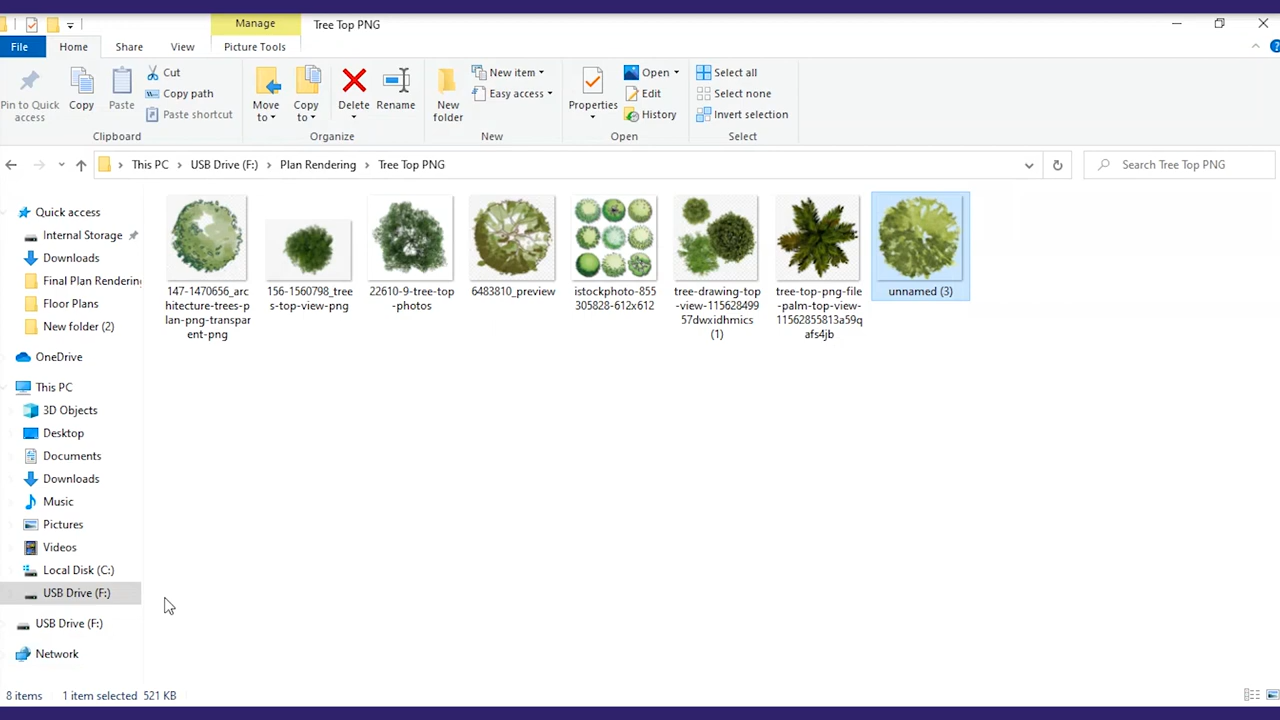 Manage
Tree Top PNG
File
Home
Share
View
Picture Tools
Pin to Quick
access
Copy
Paste
Cut
Copy path
Paste shortcut
Clipboard
Move
to
Copy
to
Delete
Rename
Organize
New
folder
New item
Easy access
New
Properties
Open
Edit
History
Open
Select all
Select none
Invert selection
Select
This PC
USB Drive (F:)
Plan Rendering
Tree Top PNG
Search Tree Top PNG
Quick access
Internal Storage
Downloads
Final Plan Rendering
Floor Plans
New folder (2)
OneDrive
This PC
3D Objects
Desktop
Documents
Downloads
Music
Pictures
Videos
Local Disk (C:)
USB Drive (F:)
USB Drive (F:)
Network
147-1470656_arc
hitecture-trees-p
lan-png-transpar
ent-png
156-1560798_tree
s-top-view-png
22610-9-tree-top
-photos
6483810_preview
istockphoto-855
305828-612x612
tree-drawing-top
-view-115628499
57dwxidhmics
(1)
tree-top-png-file
-palm-top-view-
11562855813a59q
afs4jb
unnamed (3)
8 items
1 item selected 521 KB